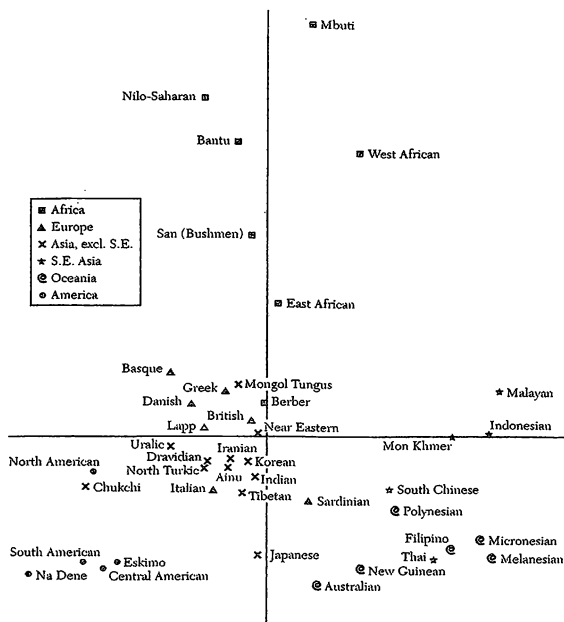 Mbuti
Nilo-Saharan
Bantu
West African
Africa
Europe
Asia, excl. S.E.
S.E. Asia
Oceania
America
San (Bushmen)
East African
Basque
Greek
Mongol Tungus
Danish
Berber
Malayan
British
Lapp
Near Eastern
Indonesian
Mon Khmer
Uralic
Iranian
Dravidian
Korean
North American
North Turkic
Ainu
Indian
Chukchi
Italian
Tibetan
Sardinian
South Chinese
Polynesian
Filipino
Micronesian
South American
Eskimo
Japanese
Thai
Melanesian
Na Dene
Central American
New Guinean
Australian